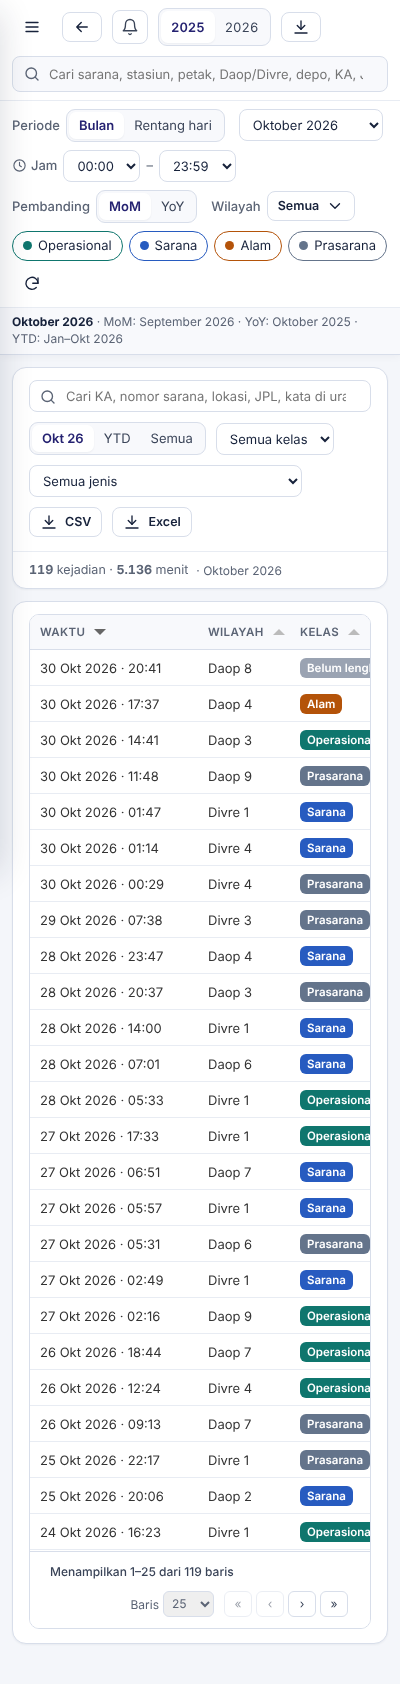 2025 2026
Cari sarana, stasiun, petak, Daop/Divre, depo, KA,
Periode Bulan Rentang hari Oktober 2026
Jam 00:00 – 23:59
Pembanding MoM YoY Wilayah Semua
Operasional Sarana Alam Prasarana
Oktober 2026 · MoM: September 2026 · YoY: Oktober 2025 ·
YTD: Jan–Okt 2026
Cari KA, nomor sarana, lokasi, JPL, kata di ura
Okt 26 YTD Semua Semua kelas
Semua jenis
CSV Excel
119 kejadian · 5.136 menit · Oktober 2026
WAKTU WILAYAH KELAS
30 Okt 2026 · 20:41 Daop 8 Belum leng
30 Okt 2026 · 17:37 Daop 4 Alam
30 Okt 2026 · 14:41 Daop 3 Operasiona
30 Okt 2026 · 11:48 Daop 9 Prasarana
30 Okt 2026 · 01:47 Divre 1 Sarana
30 Okt 2026 · 01:14 Divre 4 Sarana
30 Okt 2026 · 00:29 Divre 4 Prasarana
29 Okt 2026 · 07:38 Divre 3 Prasarana
28 Okt 2026 · 23:47 Daop 4 Sarana
28 Okt 2026 · 20:37 Daop 3 Prasarana
28 Okt 2026 · 14:00 Divre 1 Sarana
28 Okt 2026 · 07:01 Daop 6 Sarana
28 Okt 2026 · 05:33 Divre 1 Operasiona
27 Okt 2026 · 17:33 Divre 1 Operasiona
27 Okt 2026 · 06:51 Daop 7 Sarana
27 Okt 2026 · 05:57 Divre 1 Sarana
27 Okt 2026 · 05:31 Daop 6 Prasarana
27 Okt 2026 · 02:49 Divre 1 Sarana
27 Okt 2026 · 02:16 Daop 9 Operasiona
26 Okt 2026 · 18:44 Daop 7 Operasiona
26 Okt 2026 · 12:24 Divre 4 Operasiona
26 Okt 2026 · 09:13 Daop 7 Prasarana
25 Okt 2026 · 22:17 Divre 1 Prasarana
25 Okt 2026 · 20:06 Daop 2 Sarana
24 Okt 2026 · 16:23 Divre 1 Operasiona
Menampilkan 1–25 dari 119 baris
Baris 25 « ‹ › »